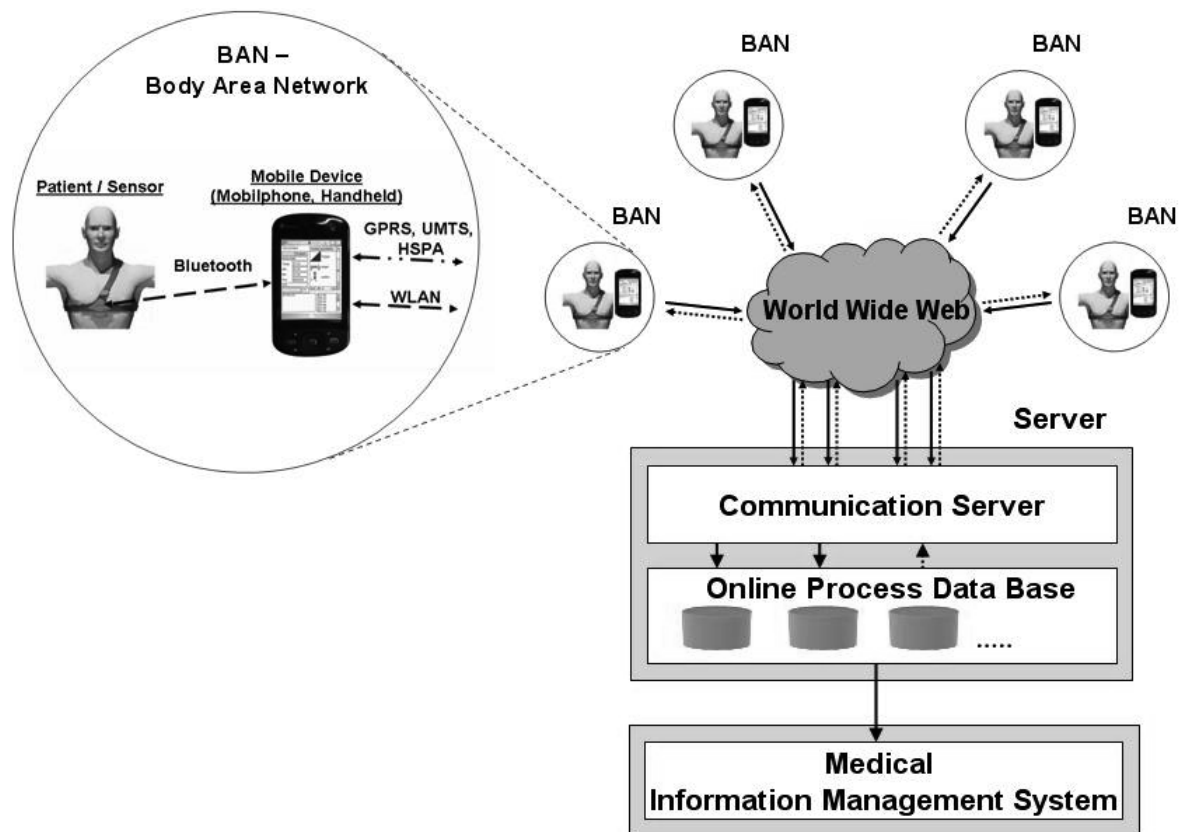 BAN –
Body Area Network
Patient / Sensor
Mobile Device
(Mobilphone, Handheld)
GPRS, UMTS,
HSPA
Bluetooth
WLAN
BAN
BAN
BAN
BAN
World Wide Web
Server
Communication Server
Online Process Data Base
.....
Medical
Information Management System